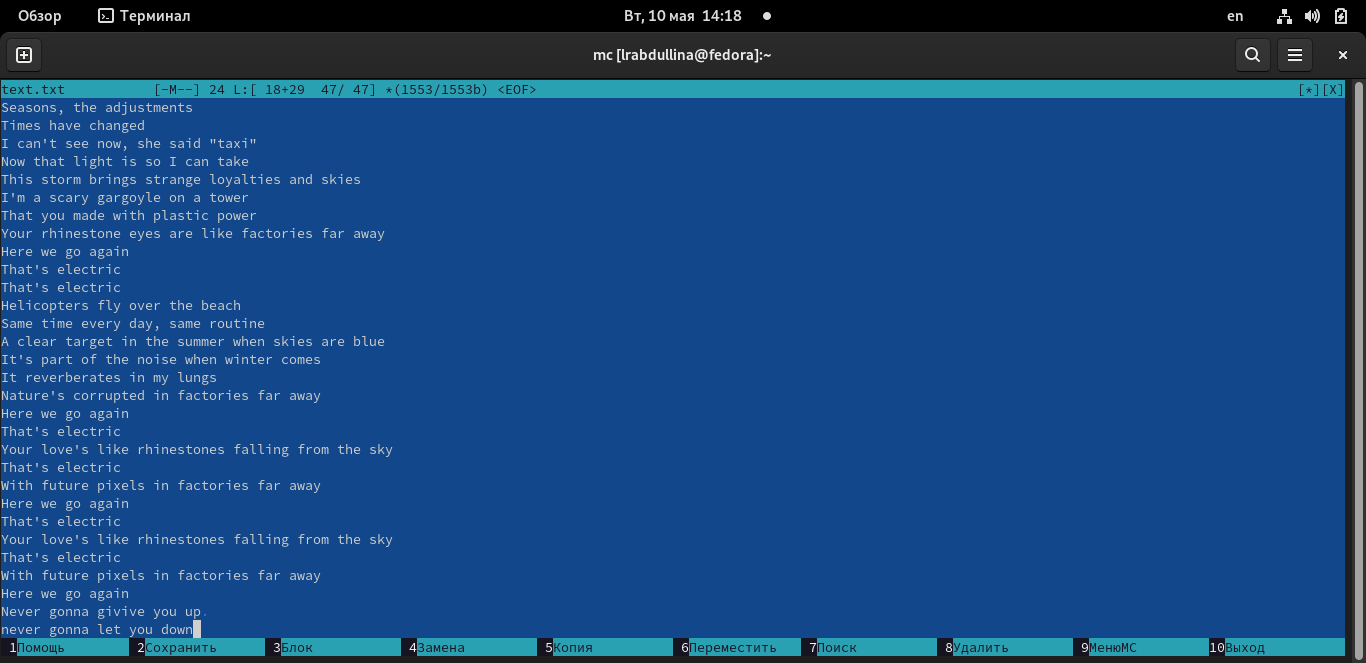 Обзор Терминал Вт, 10 мая 14:18 en
mc [lrabdullina@fedora]:~
text.txt [-M--] 24 L:[ 18+29 47/ 47] *(1553/1553b) <EOF> [*][X]
Seasons, the adjustments
Times have changed
I can't see now, she said "taxi"
Now that light is so I can take
This storm brings strange loyalties and skies
I'm a scary gargoyle on a tower
That you made with plastic power
Your rhinestone eyes are like factories far away
Here we go again
That's electric
That's electric
Helicopters fly over the beach
Same time every day, same routine
A clear target in the summer when skies are blue
It's part of the noise when winter comes
It reverberates in my lungs
Nature's corrupted in factories far away
Here we go again
That's electric
Your love's like rhinestones falling from the sky
That's electric
With future pixels in factories far away
Here we go again
That's electric
Your love's like rhinestones falling from the sky
That's electric
With future pixels in factories far away
Here we go again
Never gonna givive you up.
never gonna let you down
1Помощь 2Сохранить 3Блок 4Замена 5Копия 6Переместить 7Поиск 8Удалить 9МенюMC 10Выход